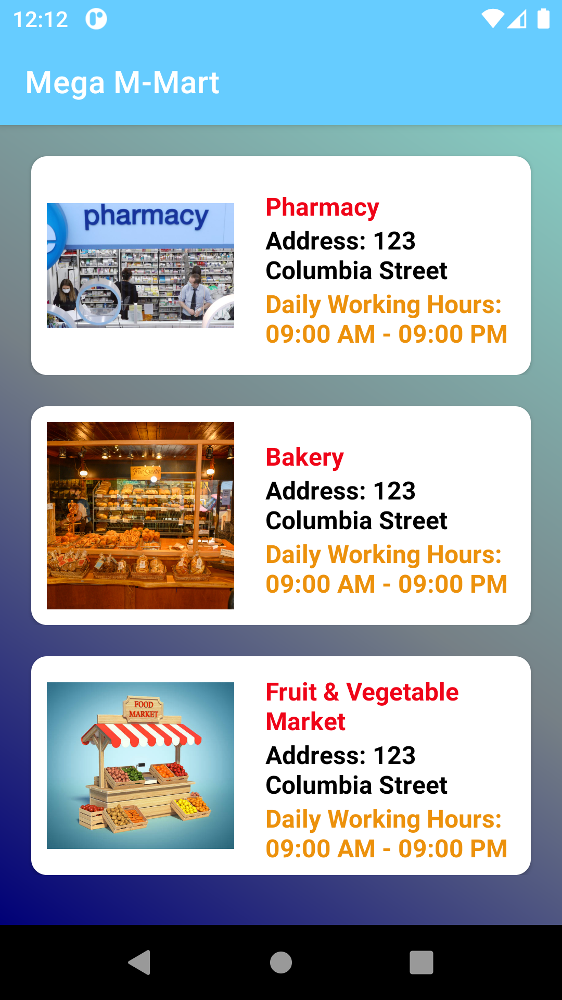 12:12
Mega M-Mart
pharmacy
Pharmacy
Address: 123
Columbia Street
Daily Working Hours:
09:00 AM - 09:00 PM
True Grain
Bakery
Address: 123
Columbia Street
Daily Working Hours:
09:00 AM - 09:00 PM
FOOD
MARKET
Fruit & Vegetable
Market
Address: 123
Columbia Street
Daily Working Hours:
09:00 AM - 09:00 PM